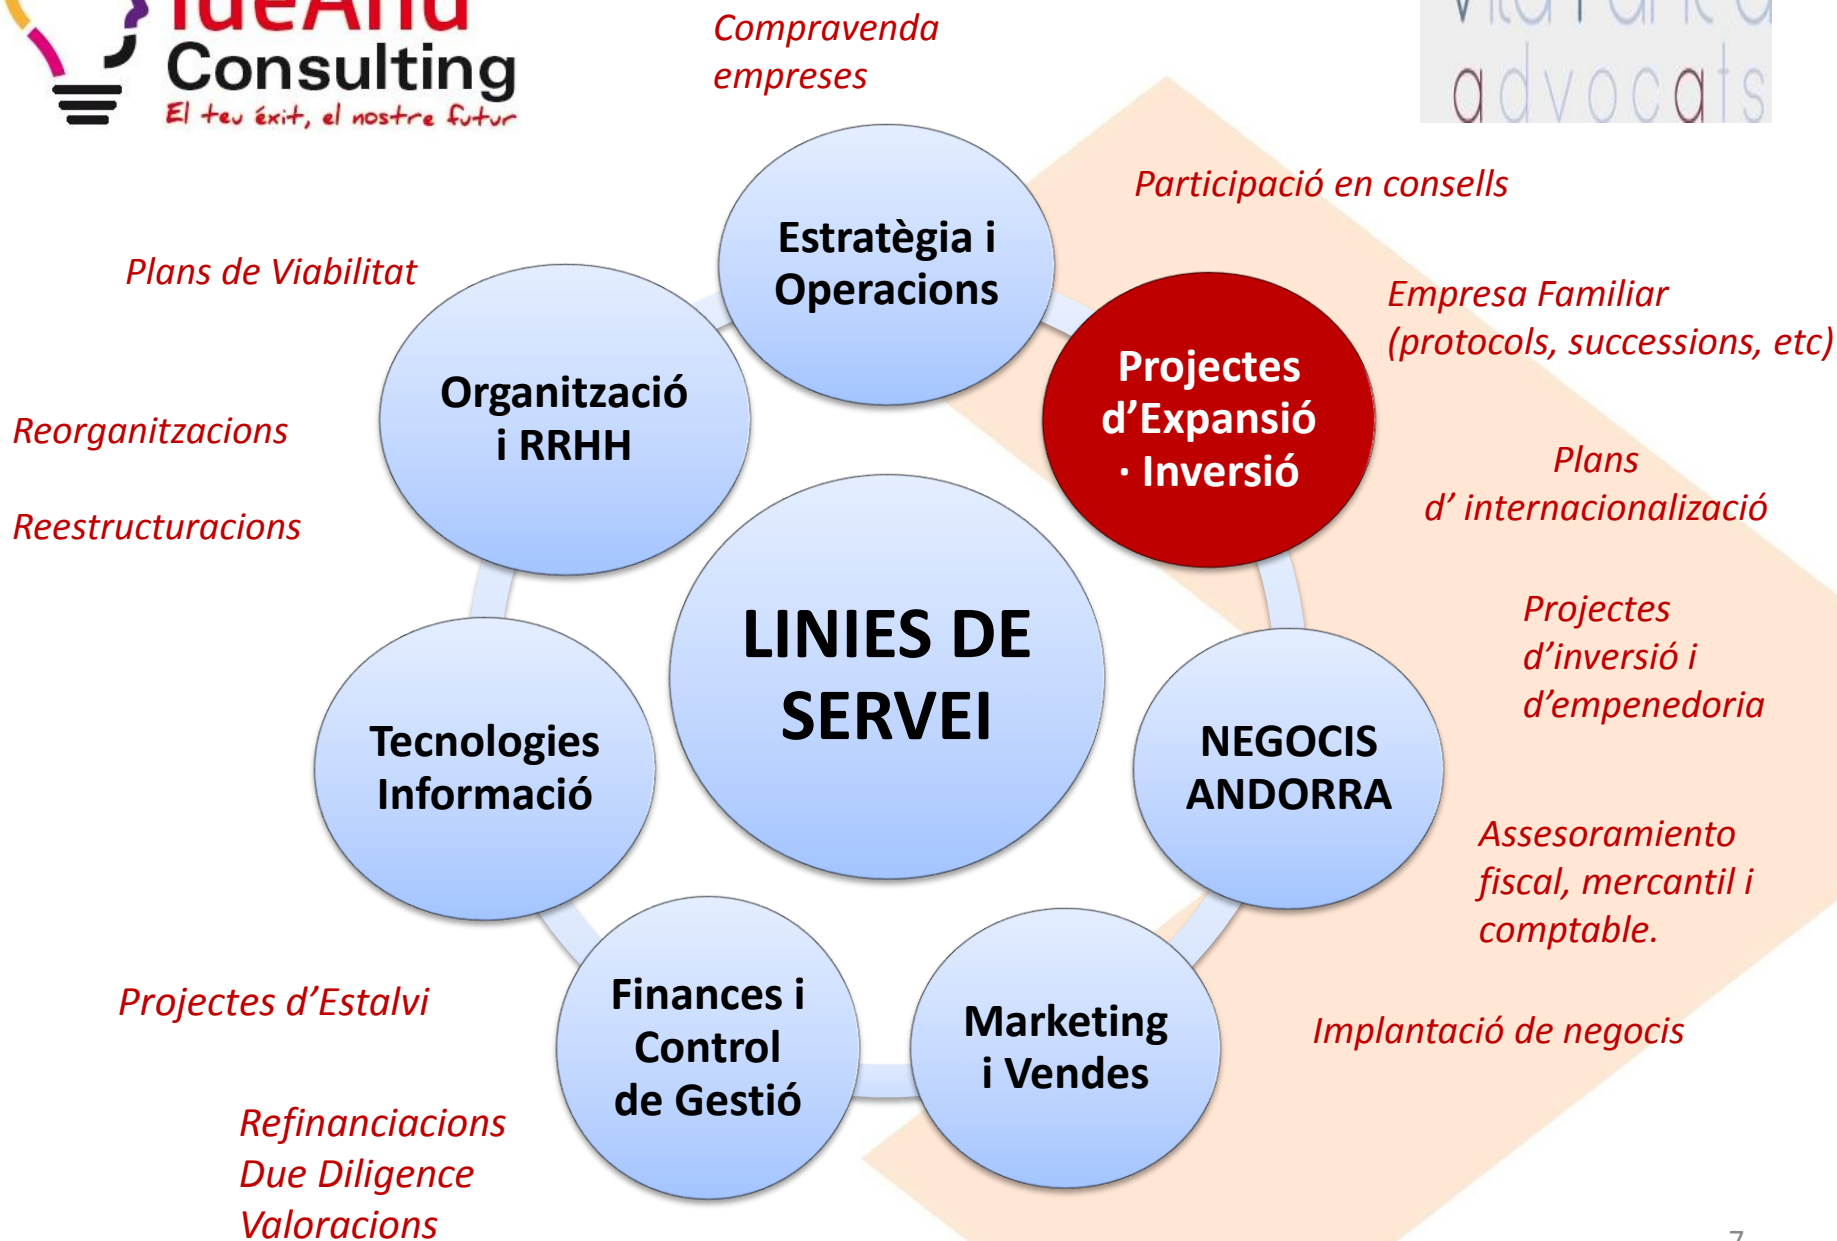 IdeAnd
Consulting
El teu éxit, el nostre futur
advocats
Compravenda
empreses
Participació en consells
Estratègia i
Operacions
Plans de Viabilitat
Empresa Familiar
(protocols, successions, etc)
Projectes
d’Expansió
· Inversió
Organització
i RRHH
Reorganitzacions
Reestructuracions
Plans
d’ internacionalització
LINIES DE
SERVEI
Projectes
d’inversió i
d’empenedoria
Tecnologies
Informació
NEGOCIS
ANDORRA
Assesoramiento
fiscal, mercantil i
comptable.
Projectes d’Estalvi
Finances i
Control
de Gestió
Marketing
i Vendes
Implantació de negocis
Refinanciacions
Due Diligence
Valoracions
7